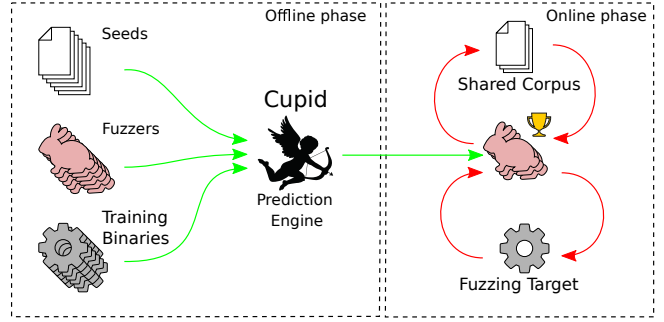 Offline phase
Online phase
Seeds
Fuzzers
Training
Binaries
Cupid
Prediction
Engine
Shared Corpus
Fuzzing Target